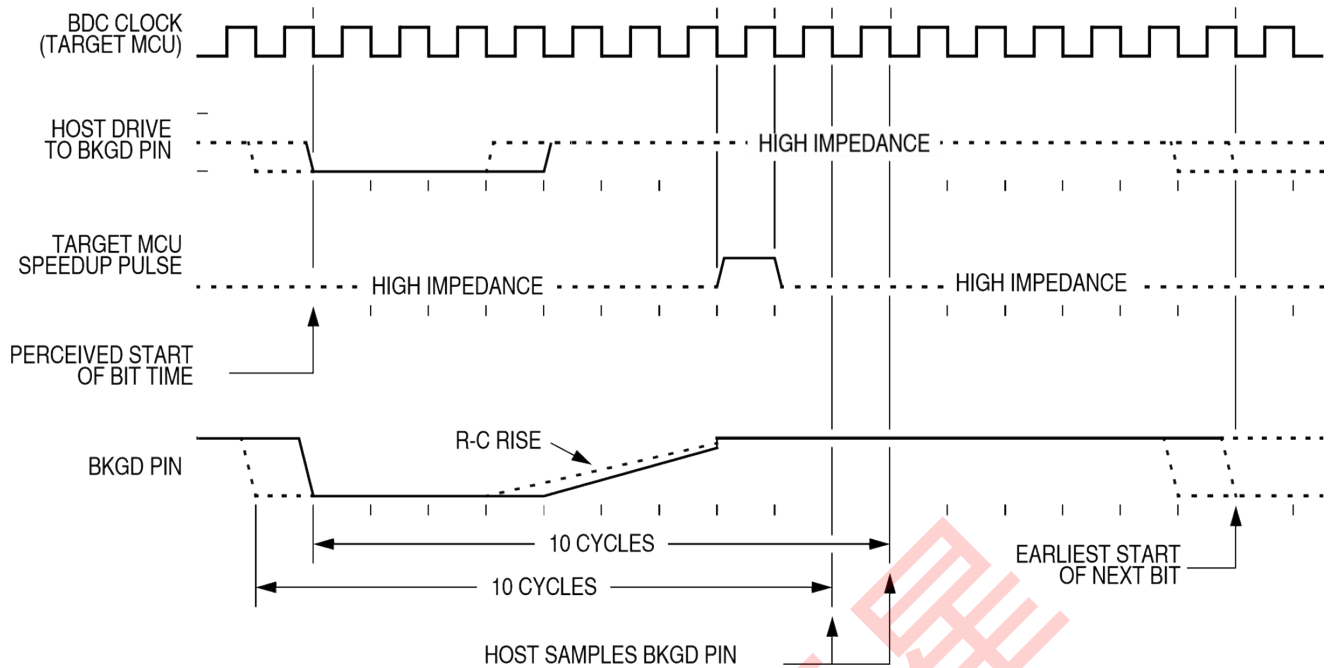 BDC CLOCK
(TARGET MCU)
HOST DRIVE
TO BKGD PIN
HIGH IMPEDANCE
TARGET MCU
SPEEDUP PULSE
HIGH IMPEDANCE
HIGH IMPEDANCE
PERCEIVED START
OF BIT TIME
R-C RISE
BKGD PIN
10 CYCLES
EARLIEST START
OF NEXT BIT
10 CYCLES
HOST SAMPLES BKGD PIN